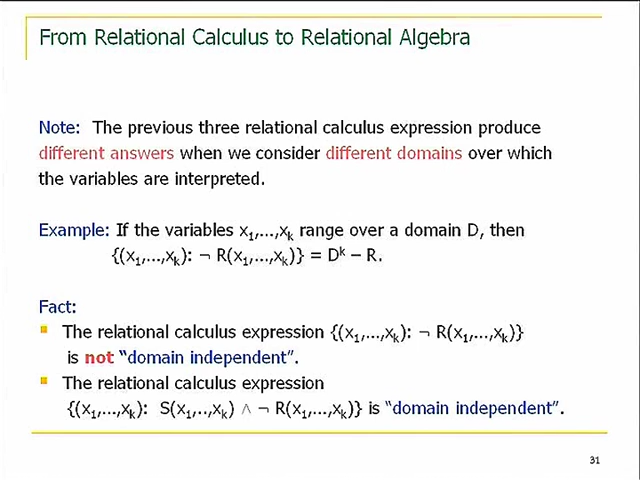 From Relational Calculus to Relational Algebra
Note: The previous three relational calculus expression produce
different answers when we consider different domains over which
the variables are interpreted.
Example: If the variables x₁,...,xₖ range over a domain D, then
{(x₁,...,xₖ): ¬ R(x₁,...,xₖ)} = Dᵏ – R.
Fact:
▪ The relational calculus expression {(x₁,...,xₖ): ¬ R(x₁,...,xₖ)}
is not “domain independent”.
▪ The relational calculus expression
{(x₁,...,xₖ): S(x₁,..,xₖ) ∧ ¬ R(x₁,...,xₖ)} is “domain independent”.
31